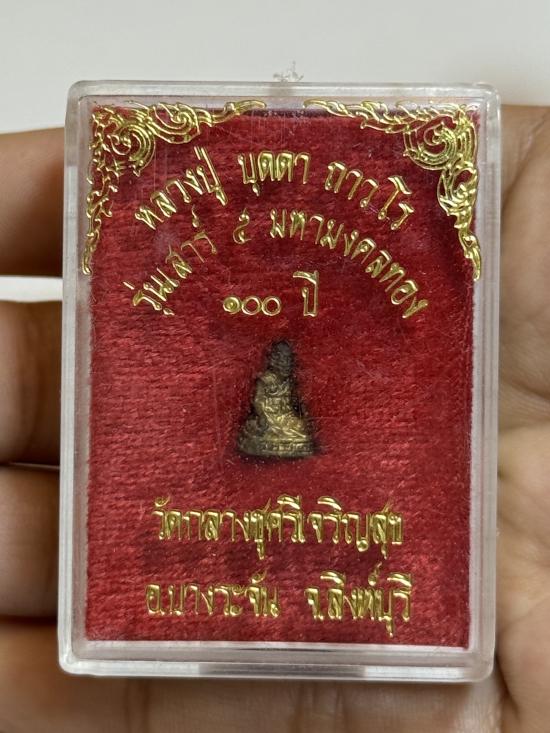 หลวงปู่ บุดดา ถาวโร
รุ่นเสาร์ ๕ มหามงคลทอง
๑๐๐ ปี
วัดกลางชูศรีเจริญสุข
อ.บางระจัน จ.สิงห์บุรี